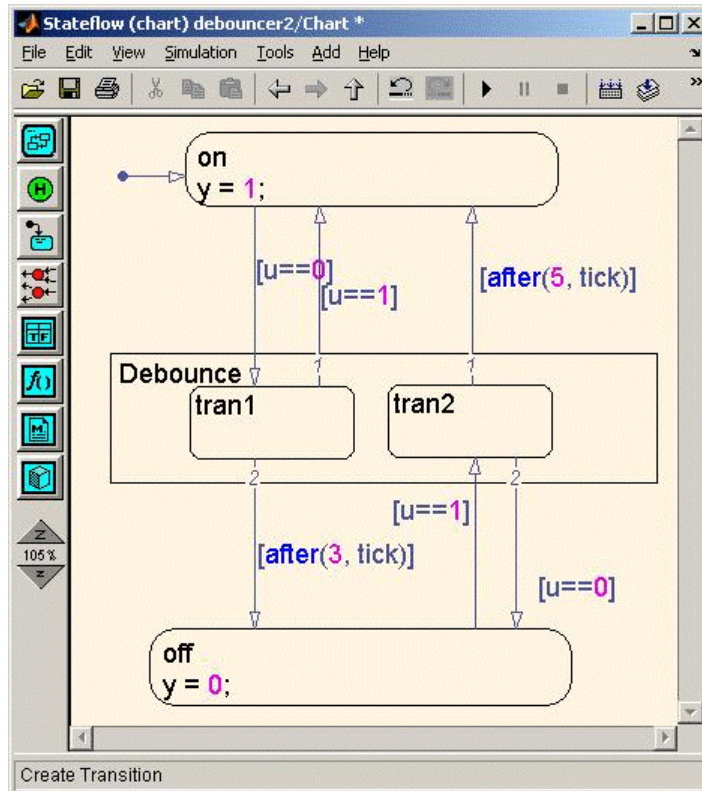 Stateflow (chart) debouncer2/Chart *
File Edit View Simulation Tools Add Help
H
TF
f()
M
Z
105%
z
on
y = 1;
[u==0]
[u==1]
[after(5, tick)]
1
1
Debounce
tran1
tran2
2
2
[u==1]
[after(3, tick)]
[u==0]
off
y = 0;
Create Transition